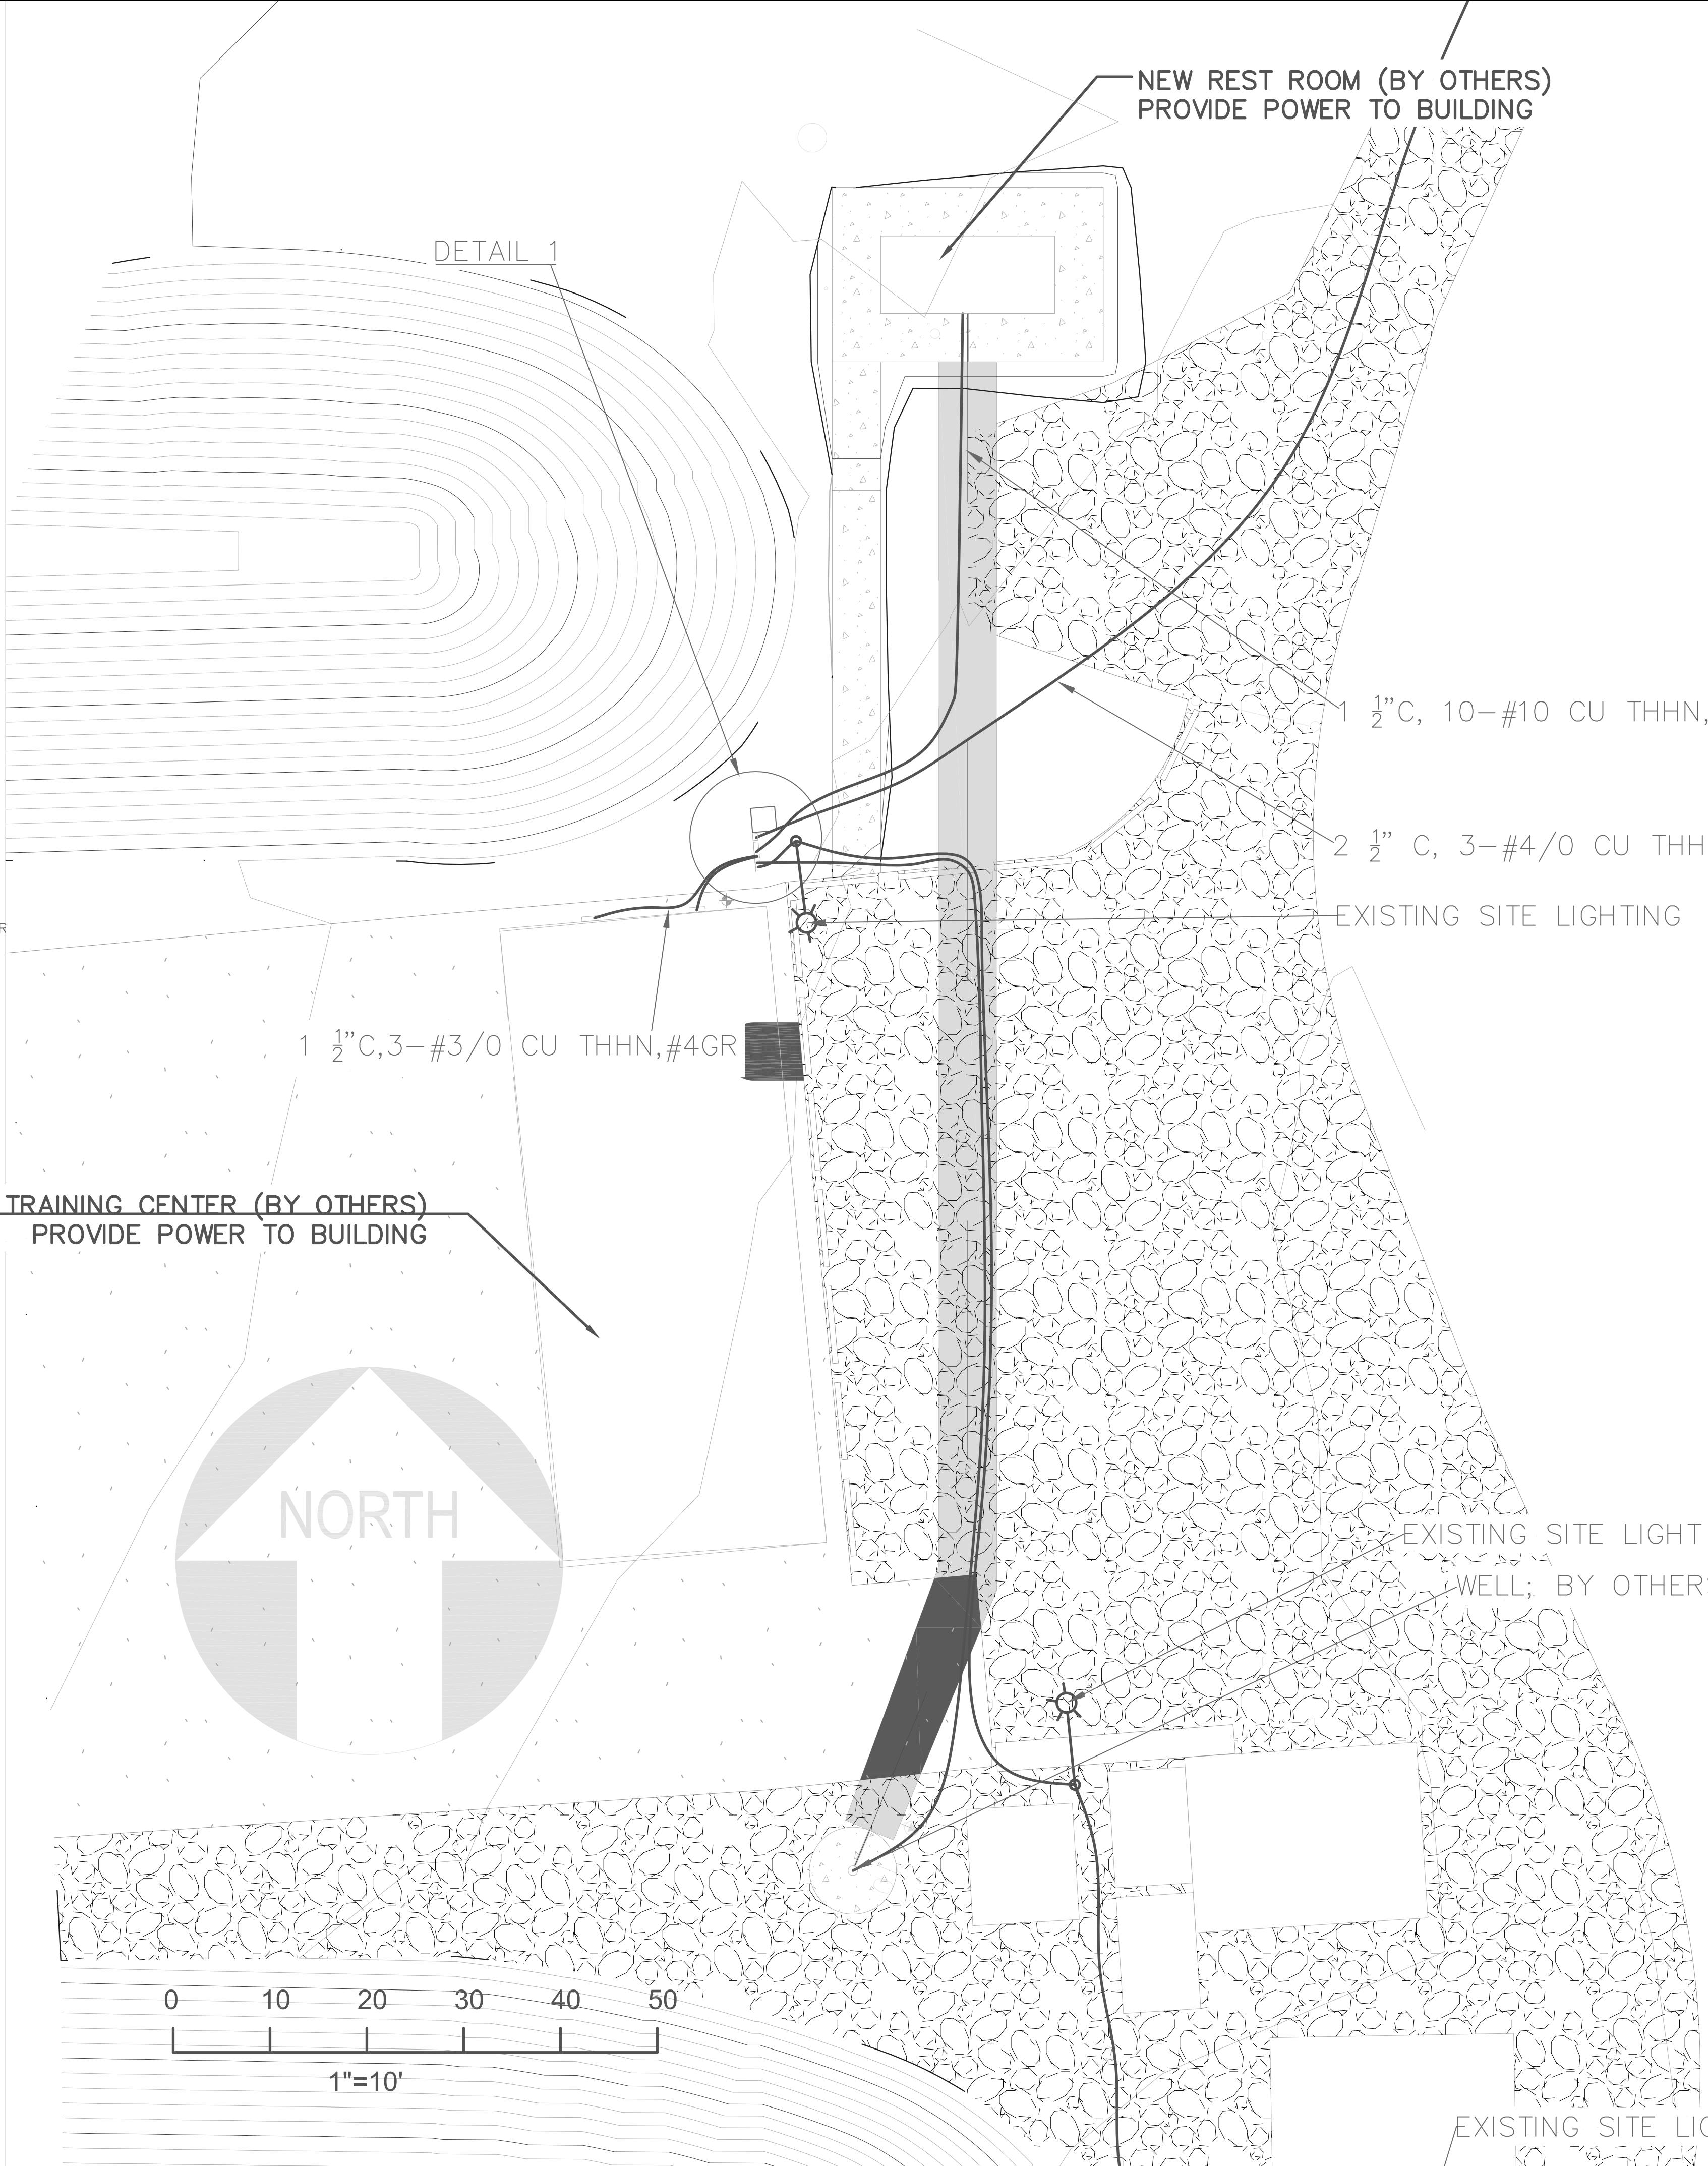 NEW REST ROOM (BY OTHERS)
PROVIDE POWER TO BUILDING
DETAIL 1
1 1/2"C, 10-#10 CU THHN,
2 1/2" C, 3-#4/0 CU THH
EXISTING SITE LIGHTING
1 1/2"C,3-#3/0 CU THHN,#4GR
TRAINING CENTER (BY OTHERS)
PROVIDE POWER TO BUILDING
NORTH
EXISTING SITE LIGHT
WELL; BY OTHER
0 10 20 30 40 50
1"=10'
EXISTING SITE LIG